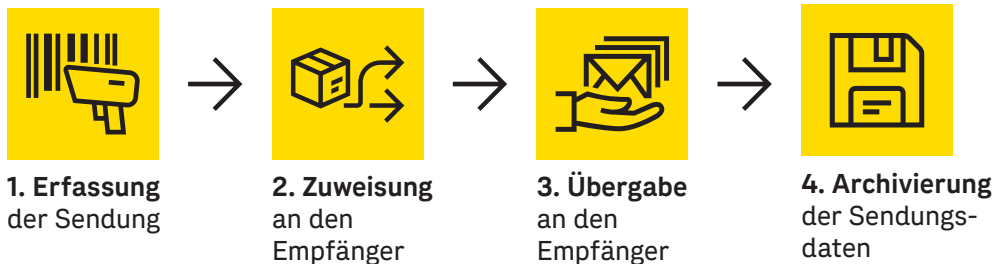 1. Erfassung
der Sendung
2. Zuweisung
an den
Empfänger
3. Übergabe
an den
Empfänger
4. Archivierung
der Sendungs-
daten